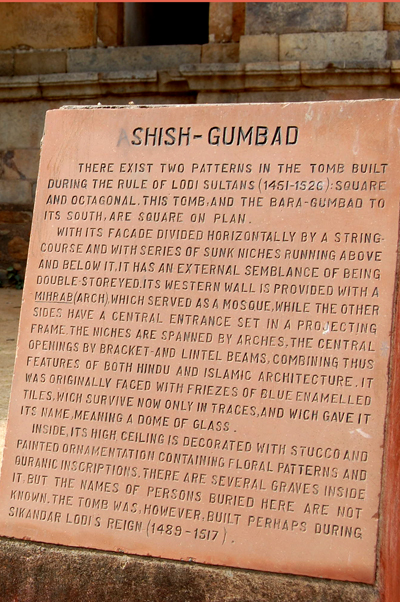 ASHISH-GUMBAD
THERE EXIST TWO PATTERNS IN THE TOMB BUILT
DURING THE RULE OF LODI SULTANS (1451-1526): SQUARE
AND OCTAGONAL. THIS TOMB, AND THE BARA-GUMBAD TO
ITS SOUTH, ARE SQUARE ON PLAN.
WITH ITS FACADE DIVIDED HORIZONTALLY BY A STRING-
COURSE AND WITH SERIES OF SUNK NICHES RUNNING ABOVE
AND BELOW IT, IT HAS AN EXTERNAL SEMBLANCE OF BEING
DOUBLE-STOREYED. ITS WESTERN WALL IS PROVIDED WITH A
MIHRAB (ARCH), WHICH SERVED AS A MOSQUE, WHILE THE OTHER
SIDES HAVE A CENTRAL ENTRANCE SET IN A PROJECTING
FRAME. THE NICHES ARE SPANNED BY ARCHES. THE CENTRAL
OPENINGS BY BRACKET-AND LINTEL BEAMS, COMBINING THUS
FEATURES OF BOTH HINDU AND ISLAMIC ARCHITECTURE. IT
WAS ORIGINALLY FACED WITH FRIEZES OF BLUE ENAMELLED
TILES, WICH SURVIVE NOW ONLY IN TRACES, AND WICH GAVE IT
ITS NAME, MEANING A DOME OF GLASS.
INSIDE, ITS HIGH CEILING IS DECORATED WITH STUCCO AND
PAINTED ORNAMENTATION CONTAINING FLORAL PATTERNS AND
QURANIC INSCRIPTIONS. THERE ARE SEVERAL GRAVES INSIDE
IT, BUT THE NAMES OF PERSONS BURIED HERE ARE NOT
KNOWN. THE TOMB WAS, HOWEVER, BUILT PERHAPS DURING
SIKANDAR LODI'S REIGN (1489-1517).